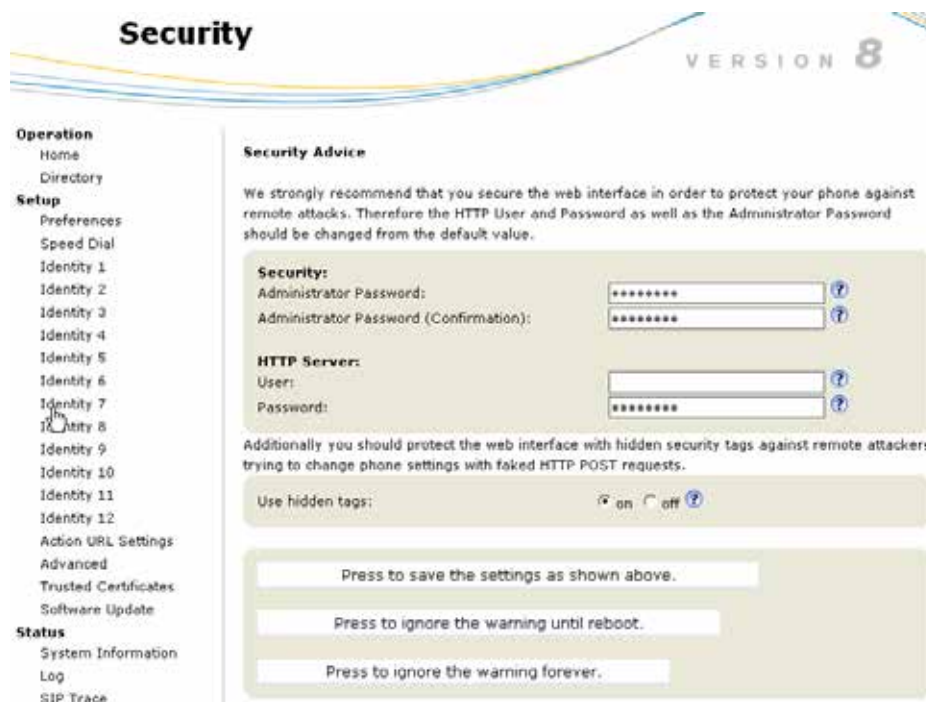 Security
VERSION 8
Operation
Home
Directory
Setup
Preferences
Speed Dial
Identity 1
Identity 2
Identity 3
Identity 4
Identity 5
Identity 6
Identity 7
Identity 8
Identity 9
Identity 10
Identity 11
Identity 12
Action URL Settings
Advanced
Trusted Certificates
Software Update
Status
System Information
Log
SIP Trace
Security Advice
We strongly recommend that you secure the web interface in order to protect your phone against
remote attacks. Therefore the HTTP User and Password as well as the Administrator Password
should be changed from the default value.
Security:
Administrator Password: ********
Administrator Password (Confirmation): ********
HTTP Server:
User:
Password: ********
Additionally you should protect the web interface with hidden security tags against remote attackers
trying to change phone settings with faked HTTP POST requests.
Use hidden tags: on off
Press to save the settings as shown above.
Press to ignore the warning until reboot.
Press to ignore the warning forever.